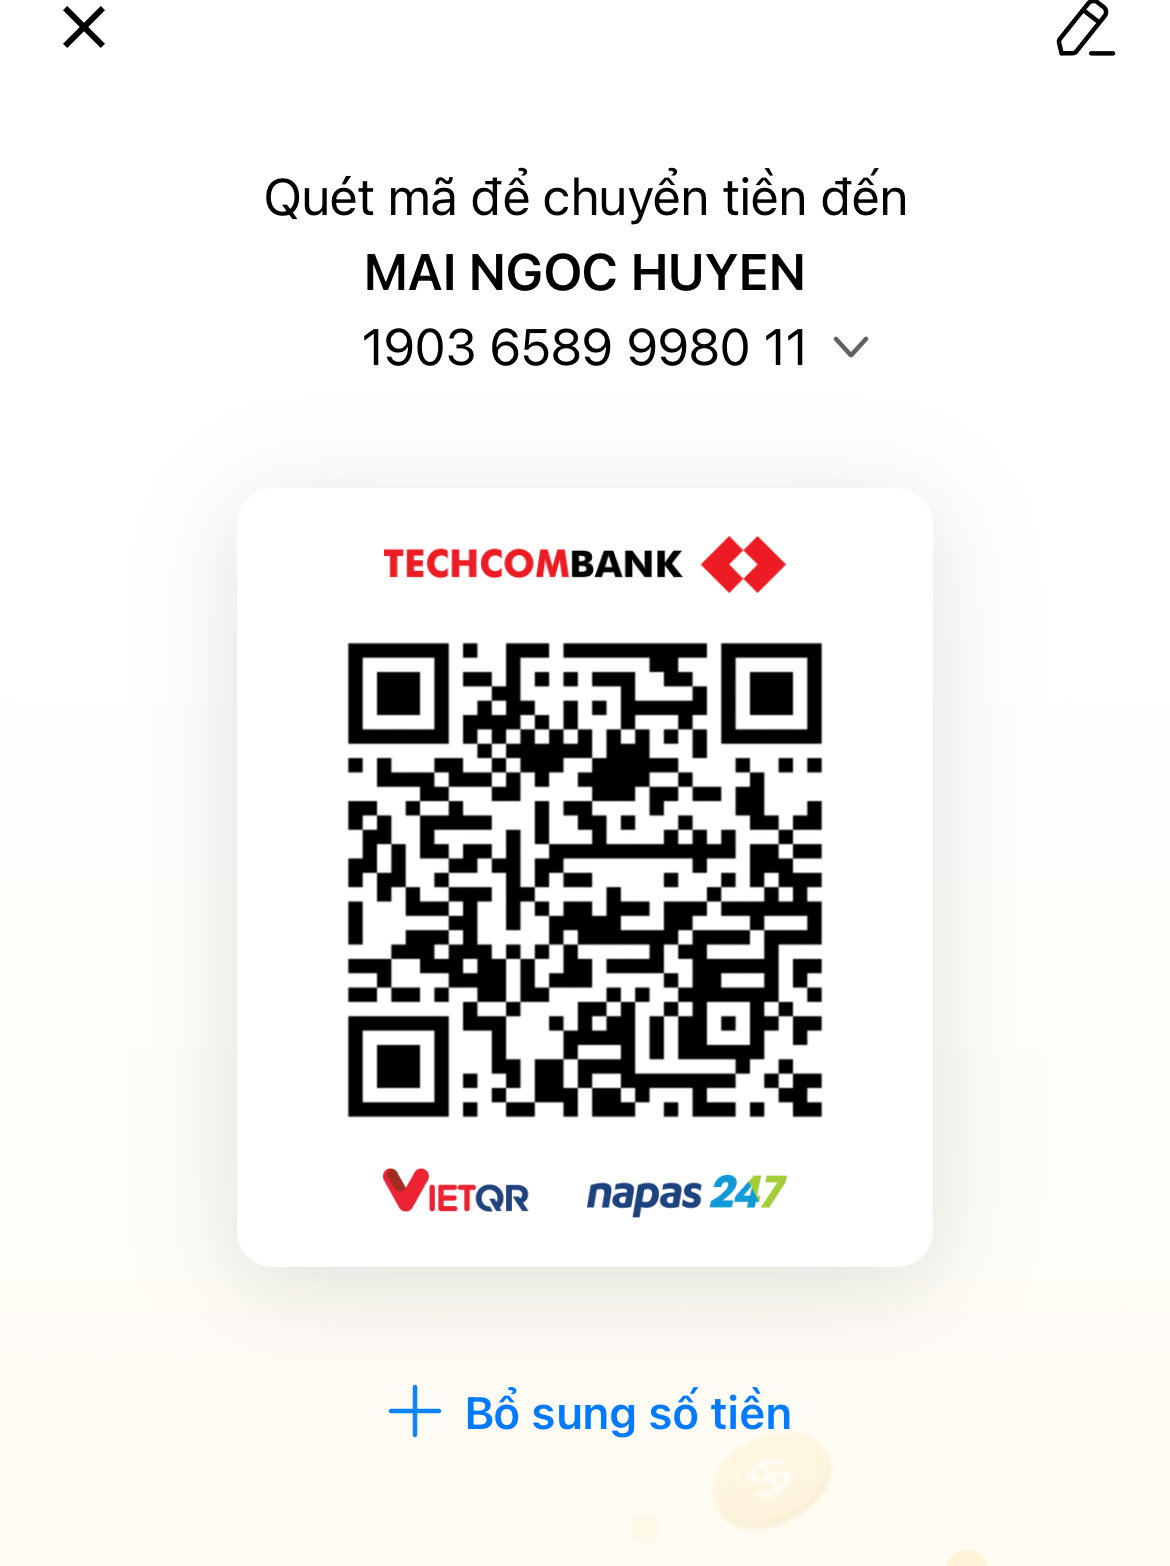 Quét mã để chuyển tiền đến
MAI NGOC HUYEN
1903 6589 9980 11
TECHCOMBANK
VIETQR
napas 247
Bổ sung số tiền
$